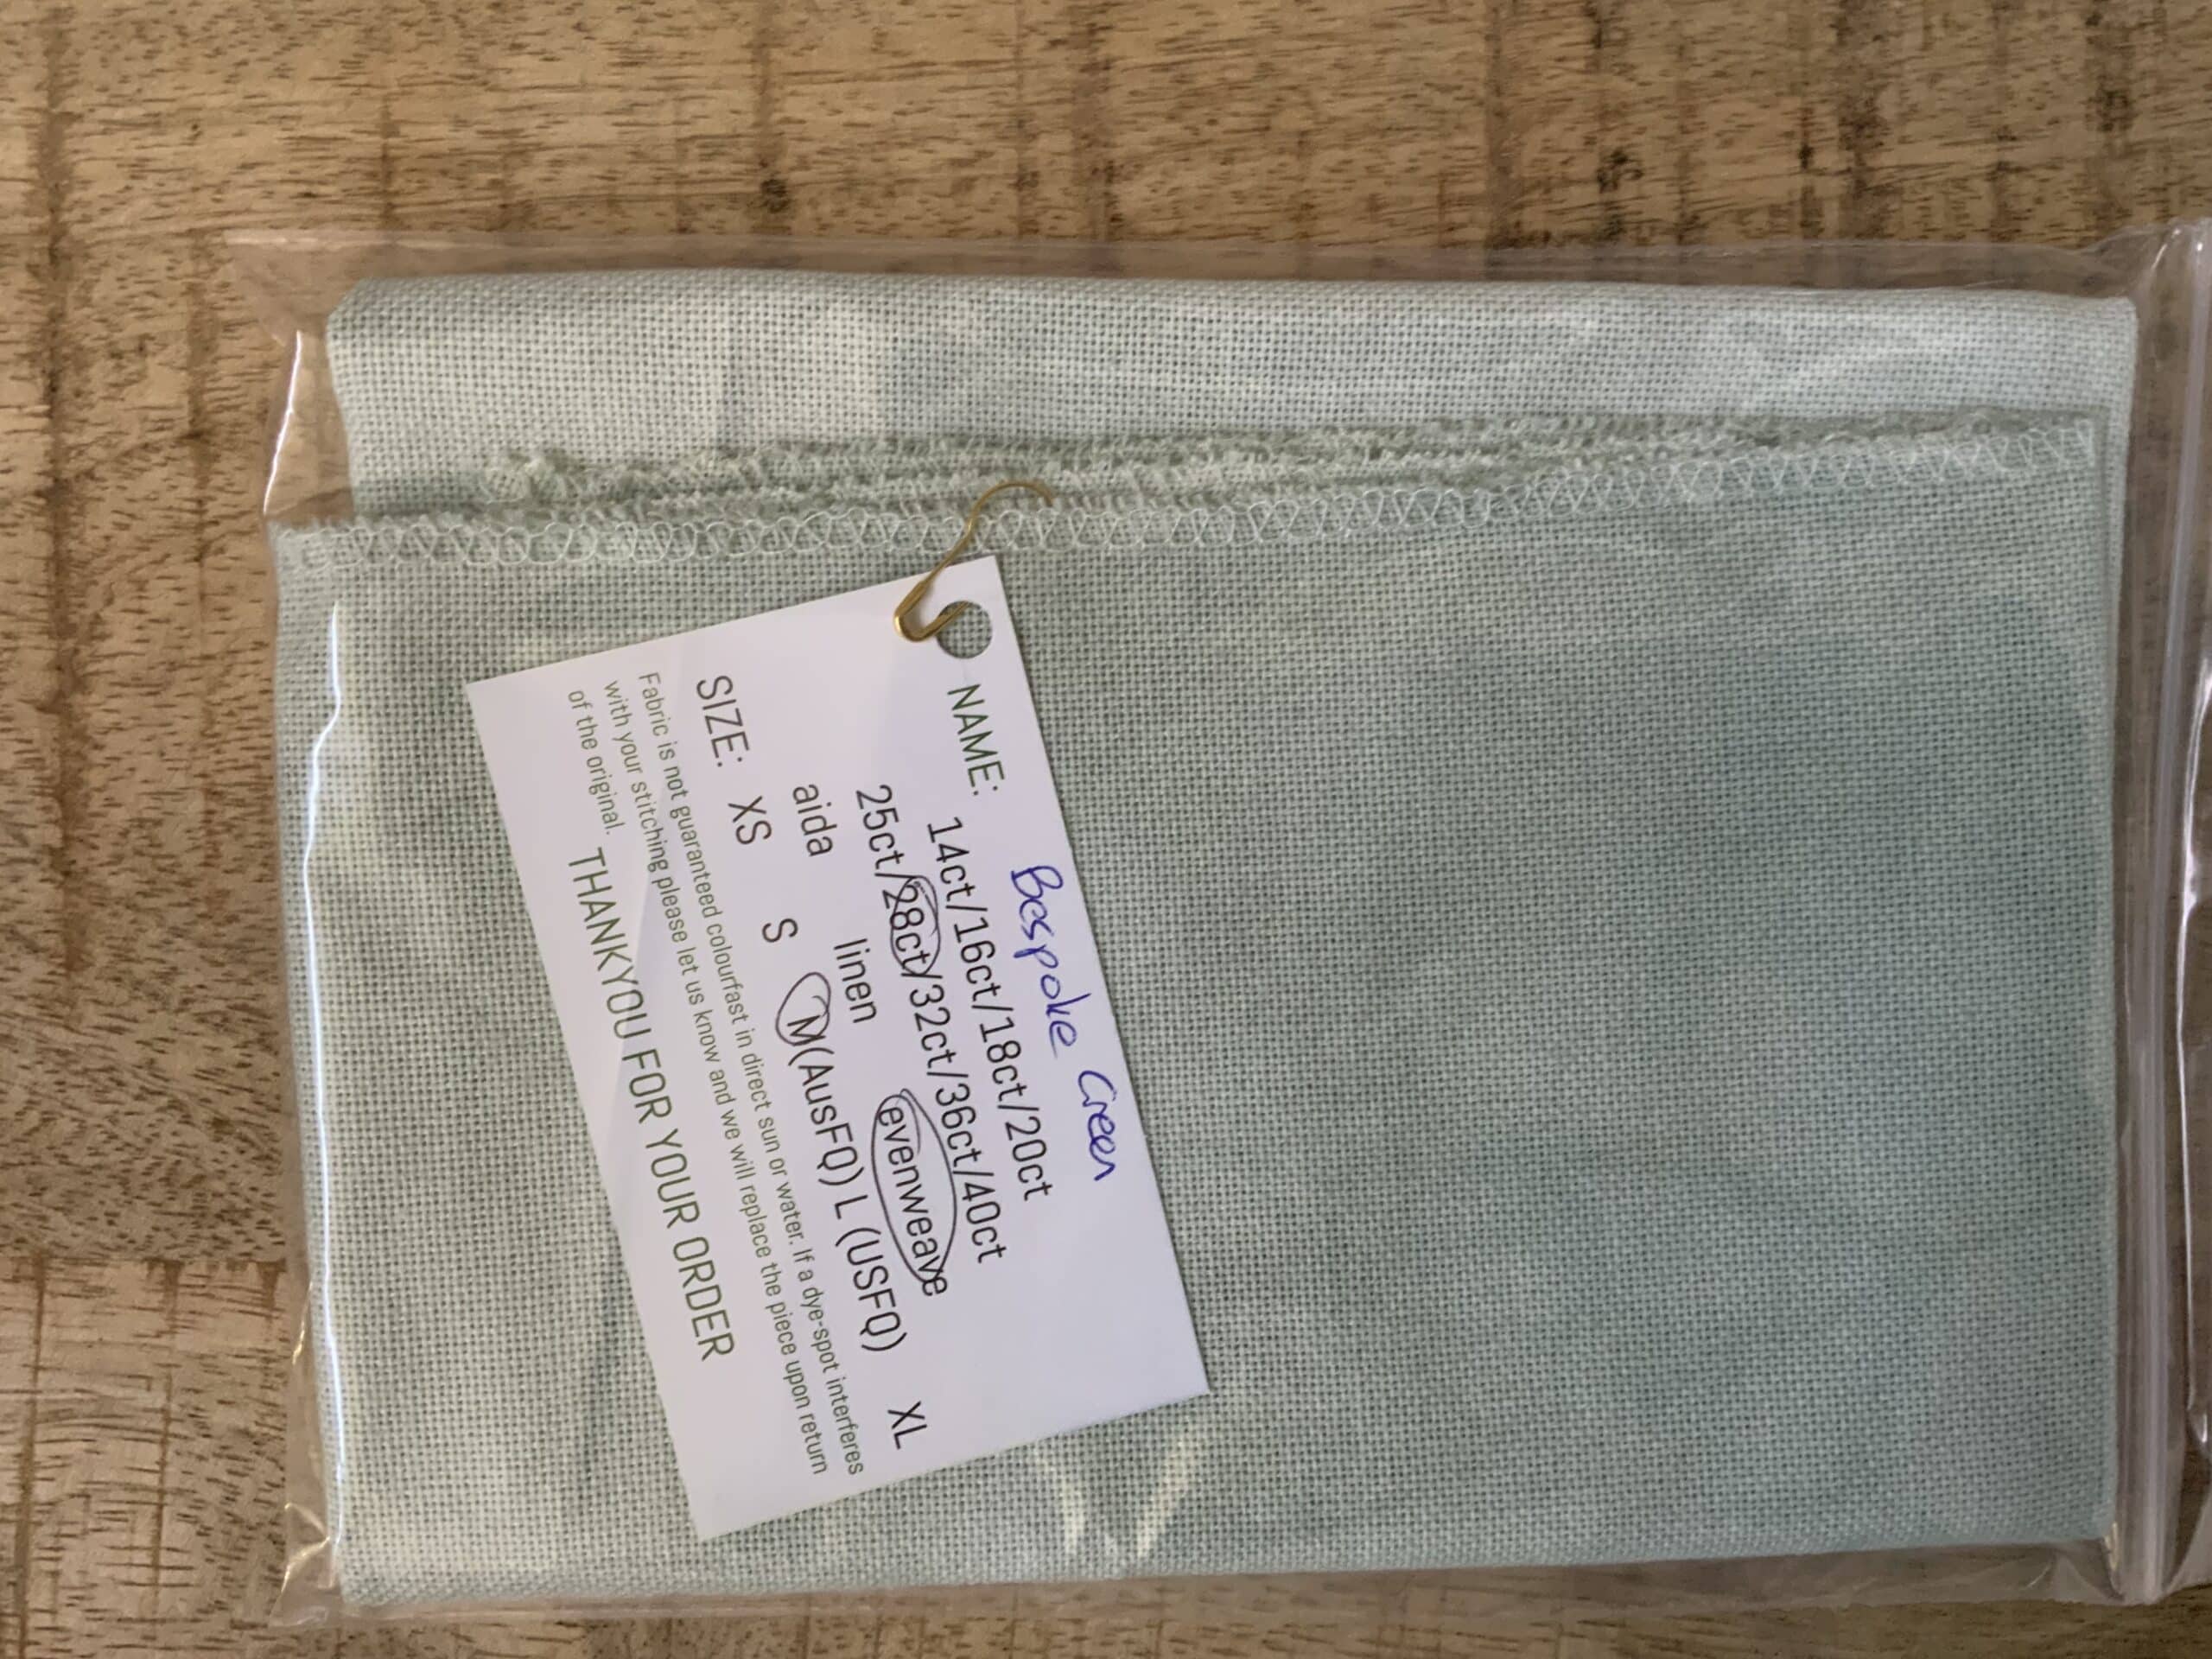 NAME: Bespoke Green
14ct/16ct/18ct/20ct
25ct/28ct/32ct/36ct/40ct
aida linen evenweave
SIZE: XS S M(AusFQ) L (USFQ) XL
Fabric is not guaranteed colourfast in direct sun or water. If a dye-spot interferes
with your stitching please let us know and we will replace the piece upon return
of the original.
THANKYOU FOR YOUR ORDER